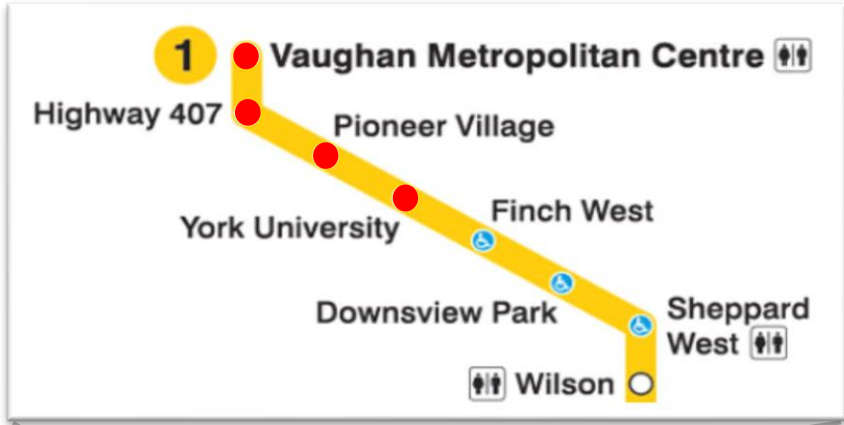 1
Vaughan Metropolitan Centre
Highway 407
Pioneer Village
York University
Finch West
Downsview Park
Sheppard
West
Wilson